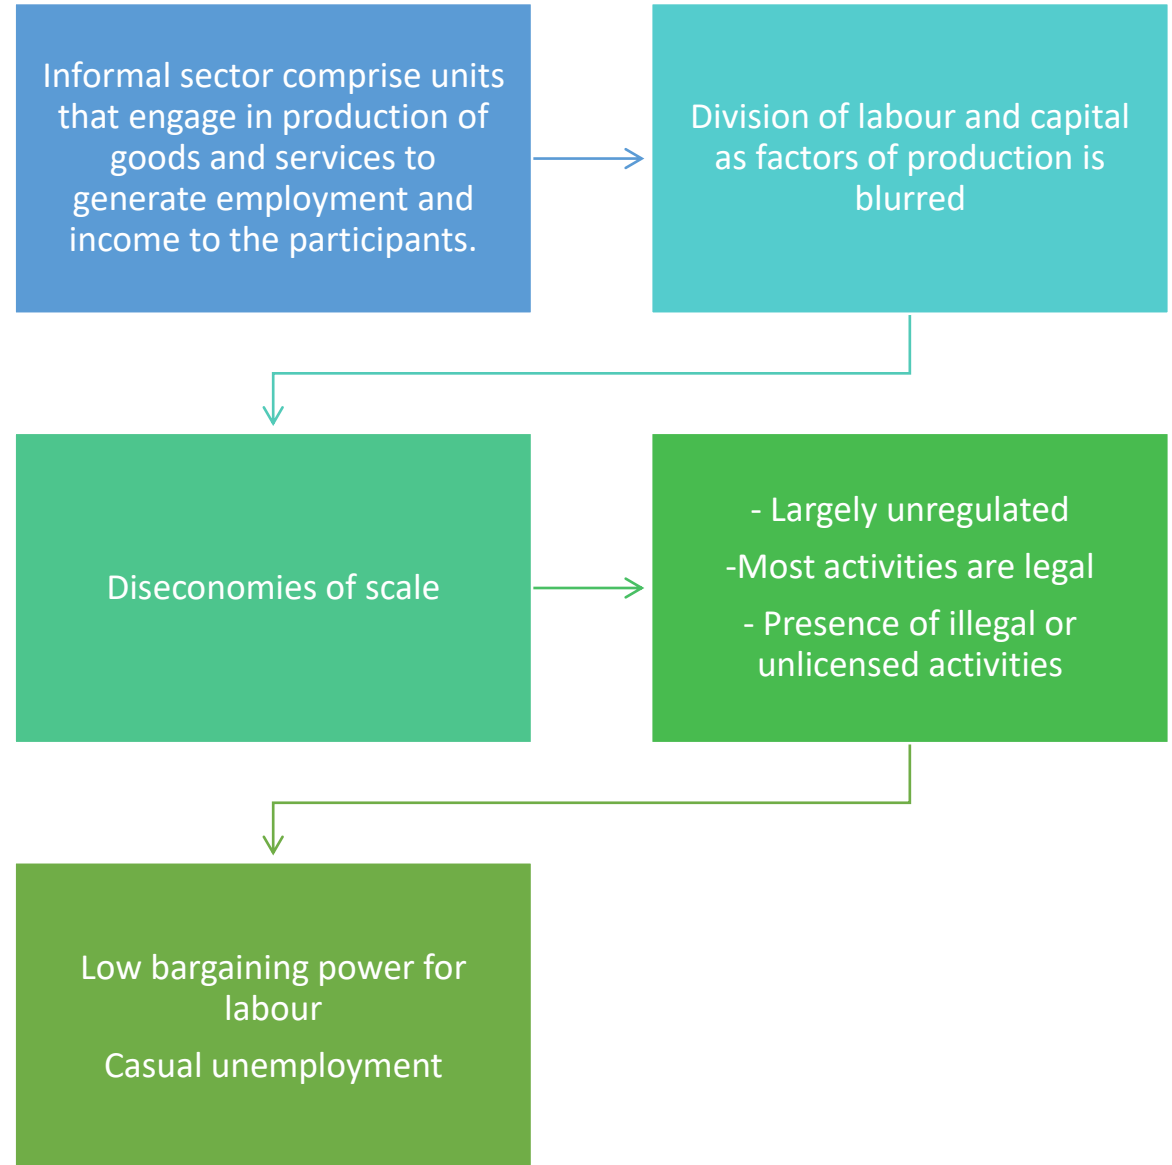 Informal sector comprise units
that engage in production of
goods and services to
generate employment and
income to the participants.
Division of labour and capital
as factors of production is
blurred
Diseconomies of scale
- Largely unregulated
-Most activities are legal
- Presence of illegal or
unlicensed activities
Low bargaining power for
labour
Casual unemployment